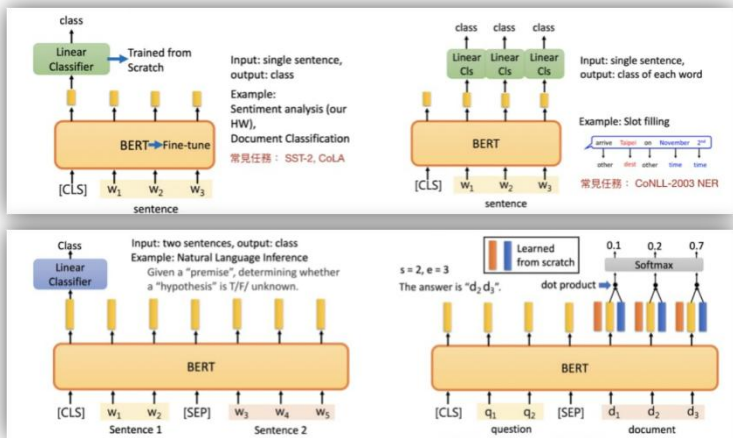 class
Linear
Classifier
Trained from
Scratch
BERT
Fine-tune
[CLS]
w1
w2
w3
sentence
Input: single sentence,
output: class
Example:
Sentiment analysis (our
HW),
Document Classification
常見任務： SST-2, CoLA
class class class
Linear Linear Linear
Cls Cls Cls
BERT
[CLS]
w1
w2
w3
sentence
Input: single sentence,
output: class of each word
Example: Slot filling
arrive Taipei on November 2nd
other dest other time time
常見任務： CoNLL-2003 NER
Class
Linear
Classifier
Input: two sentences, output: class
Example: Natural Language Inference
Given a “premise”, determining whether
a “hypothesis” is T/F/ unknown.
BERT
[CLS]
w1
w2
[SEP]
w3
w4
w5
Sentence 1
Sentence 2
Learned
from scratch
s = 2, e = 3
The answer is “d2 d3”.
0.1 0.2 0.7
Softmax
dot product
BERT
[CLS]
q1
q2
[SEP]
d1
d2
d3
question
document